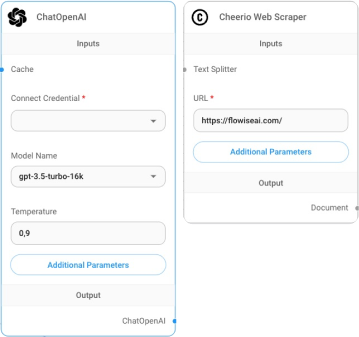 ChatOpenAI
Inputs
Cache
Connect Credential *
Model Name
gpt-3.5-turbo-16k
Temperature
0,9
Additional Parameters
Output
ChatOpenAI
Cheerio Web Scraper
Inputs
Text Splitter
URL *
https://flowiseai.com/
Additional Parameters
Output
Document